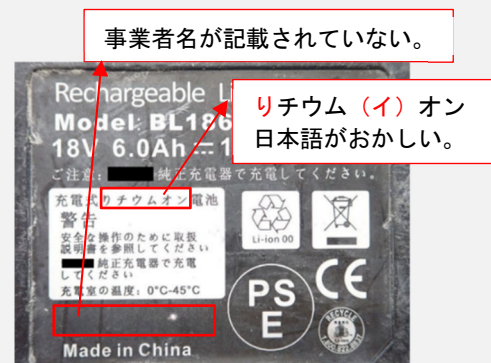 事業者名が記載されていない。
りチウム（イ）オン
日本語がおかしい。
Rechargeable
Model BL186
18V 6.0Ah
ご注意: 純正充電器で充電してください。
充電式りチウムオン電池
警告
安全な操作のために取扱
説明書を参照してください
純正充電器で充電
してください
充電室の温度: 0°C-45°C
Li-ion 00
PS
E
CE
RECYCLE
Made in China